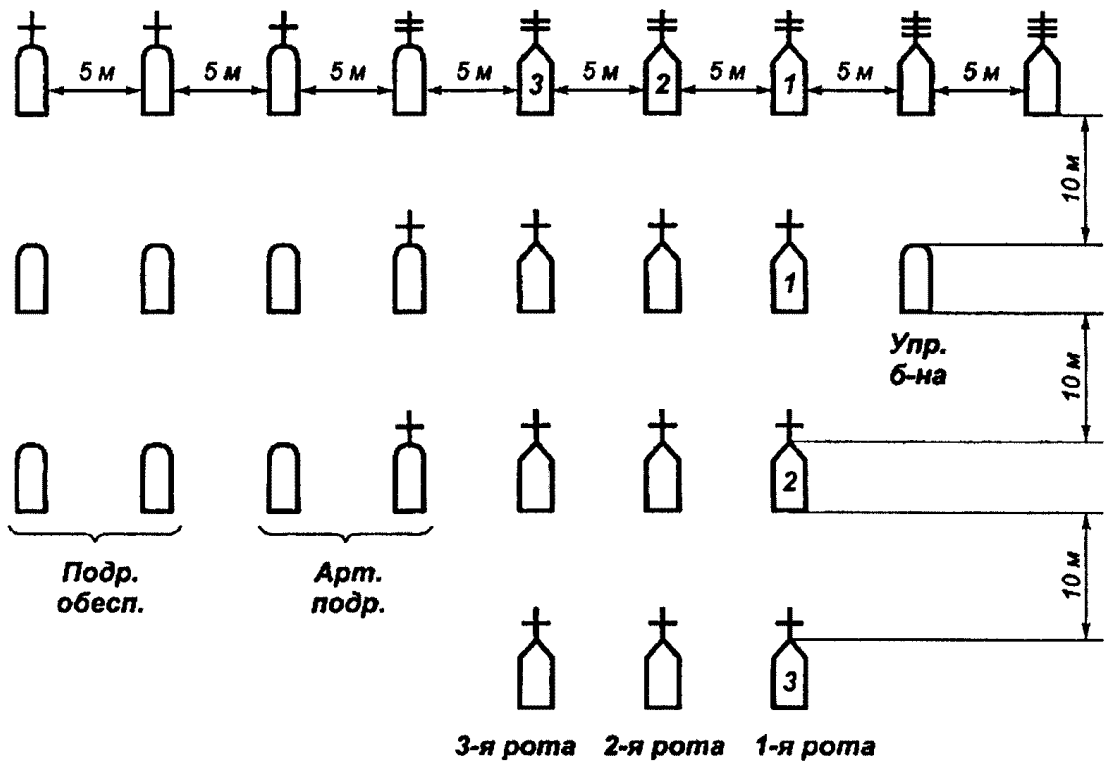 5 м 5 м 5 м 5 м 5 м 5 м 5 м 5 м
3 2 1
10 м
1
Упр.
б-на
10 м
2
Подр.
обесп.
Арт.
подр.
10 м
3
3-я рота 2-я рота 1-я рота